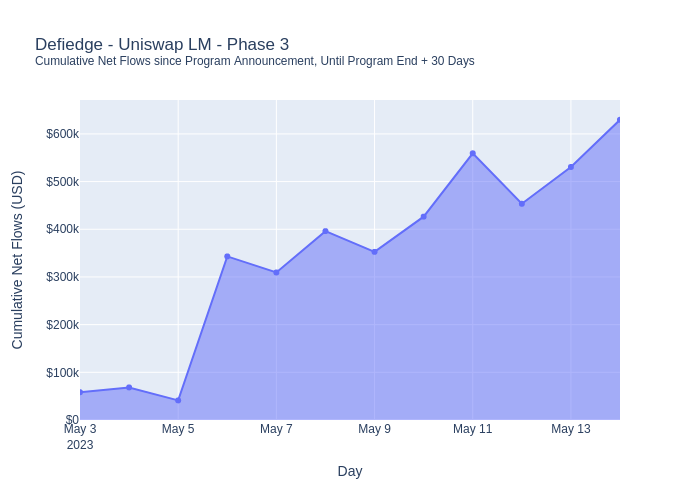 Defiedge - Uniswap LM - Phase 3
Cumulative Net Flows since Program Announcement, Until Program End + 30 Days
Cumulative Net Flows (USD)
$600k
$500k
$400k
$300k
$200k
$100k
$0
May 3 May 5 May 7 May 9 May 11 May 13
2023
Day